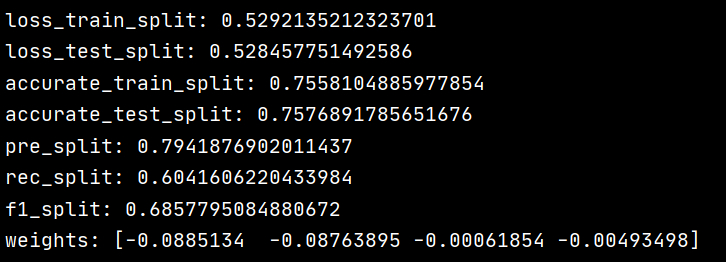 loss_train_split: 0.5292135212323701
loss_test_split: 0.528457751492586
accurate_train_split: 0.7558104885977854
accurate_test_split: 0.7576891785651676
pre_split: 0.7941876902011437
rec_split: 0.6041606220433984
f1_split: 0.6857795084880672
weights: [-0.0885134  -0.08763895 -0.00061854 -0.00493498]